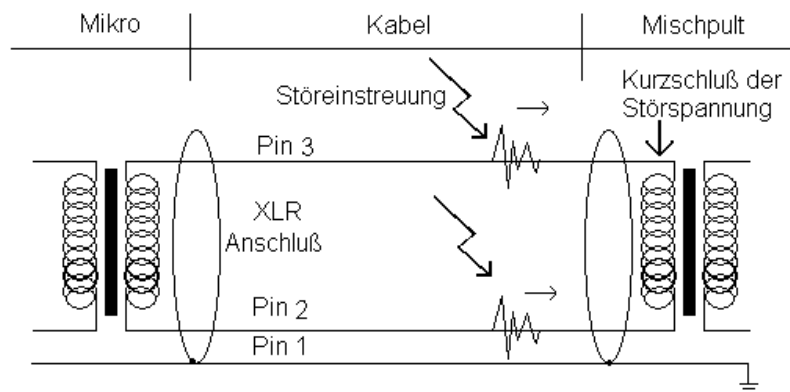 Mikro
Kabel
Mischpult
Störeinstreuung
Kurzschluß der
Störspannung
Pin 3
XLR
Anschluß
Pin 2
Pin 1